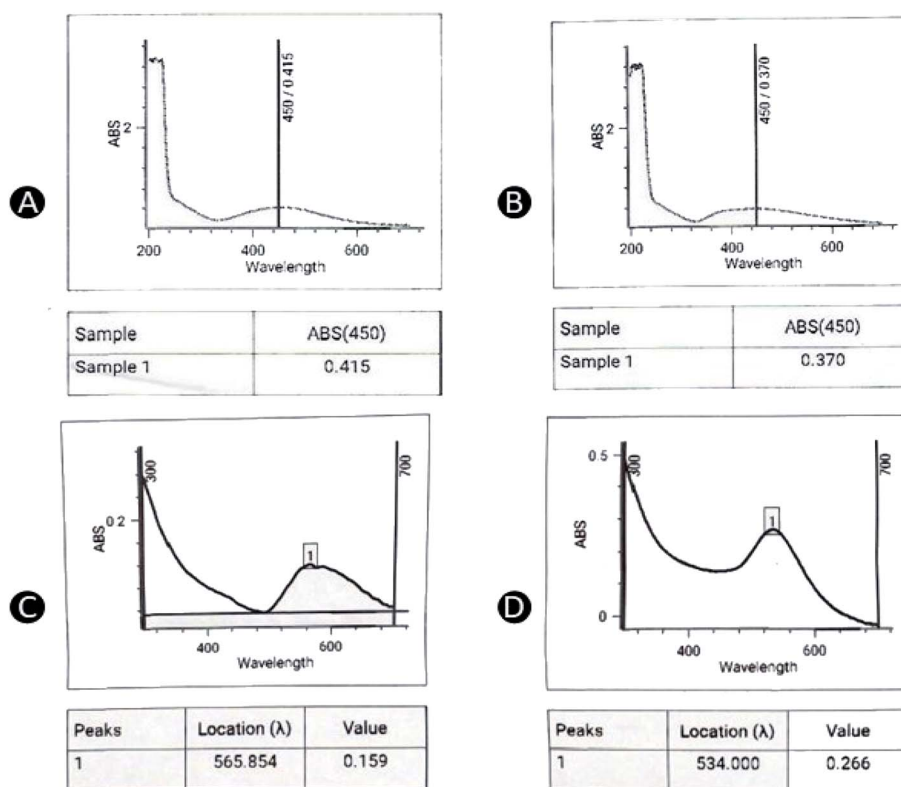 A
450 / 0 415
ABS
2
200
400
600
Wavelength
Sample
ABS(450)
Sample 1
0.415
B
450 / 0 370
ABS
2
200
400
600
Wavelength
Sample
ABS(450)
Sample 1
0.370
C
300
700
ABS
0 2
1
400
600
Wavelength
Peaks
Location (λ)
Value
1
565.854
0.159
D
0 5
300
700
ABS
1
0
400
600
Wavelength
Peaks
Location (λ)
Value
1
534.000
0.266